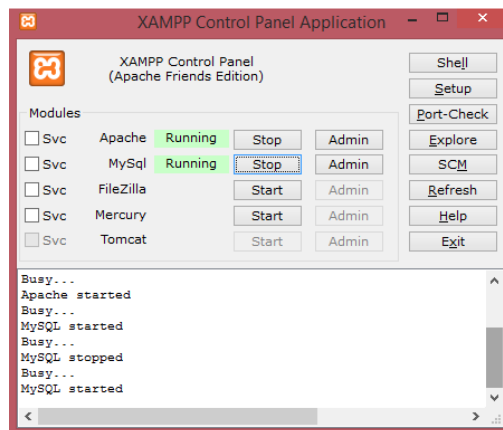 XAMPP Control Panel Application
XAMPP Control Panel
(Apache Friends Edition)
Shell
Setup
Modules
Port-Check
Svc Apache Running Stop Admin Explore
Svc MySql Running Stop Admin SCM
Svc FileZilla Start Admin Refresh
Svc Mercury Start Admin Help
Svc Tomcat Start Admin Exit
Busy...
Apache started
Busy...
MySQL started
Busy...
MySQL stopped
Busy...
MySQL started